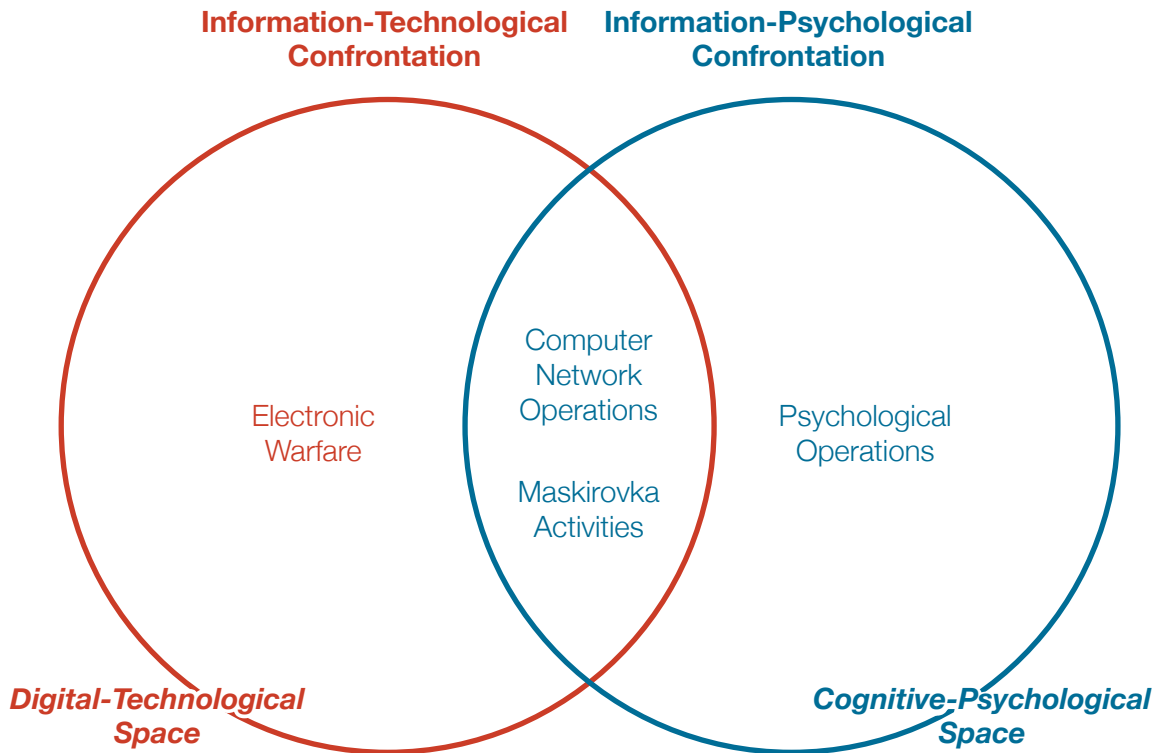 Information-Technological
Confrontation
Information-Psychological
Confrontation
Electronic
Warfare
Computer
Network
Operations
Maskirovka
Activities
Psychological
Operations
Digital-Technological
Space
Cognitive-Psychological
Space